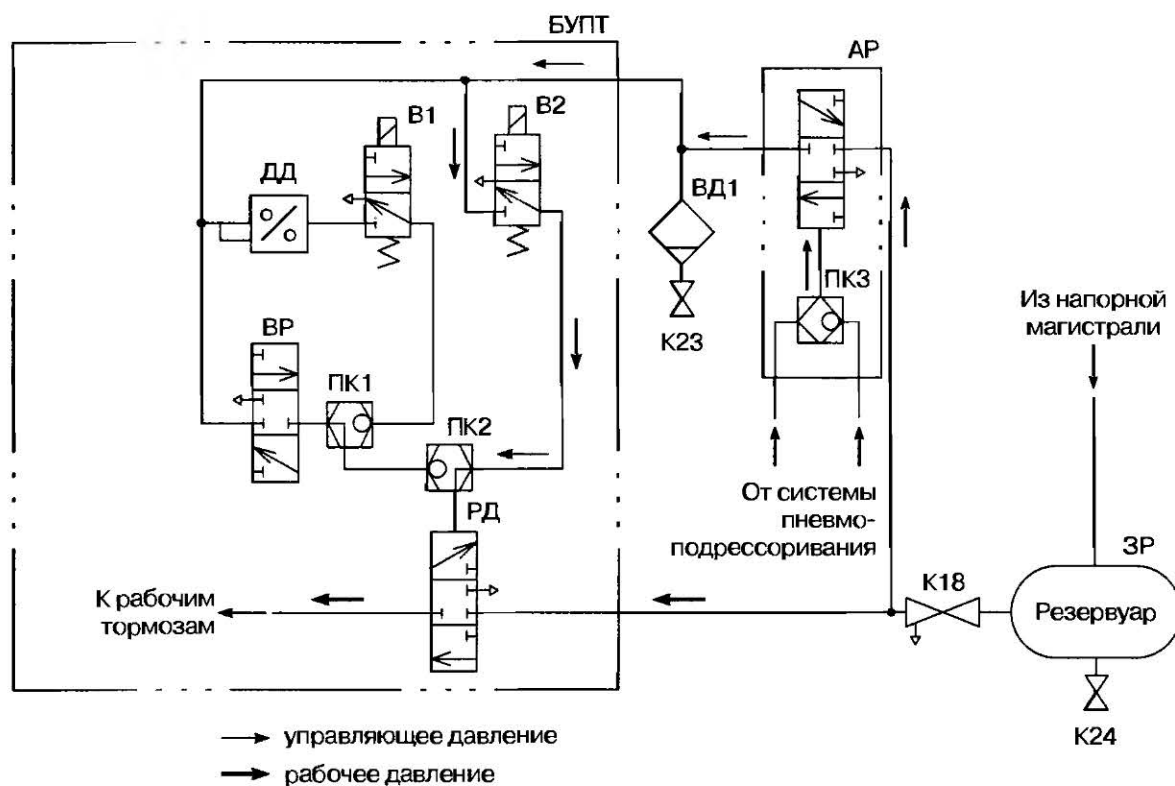 БУПТ
АР
В1
В2
ДД
ВД1
ПК3
К23
Из напорной
магистрали
ВР
ПК1
ПК2
РД
От системы
пневмо-
подрессоривания
ЗР
К18
К рабочим
тормозам
Резервуар
К24
управляющее давление
рабочее давление